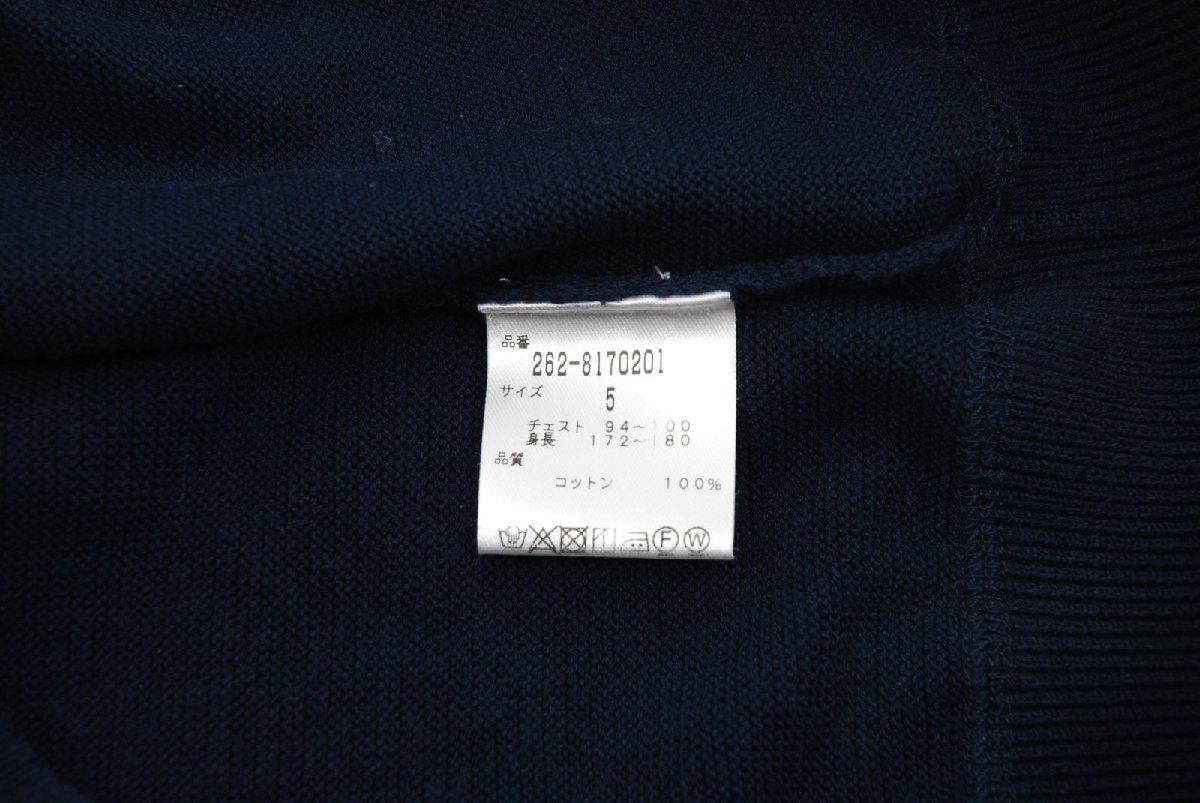 品番
262-8170201
サイズ
5
チェスト 94～100
身長 172～180
品質
コットン 100%
F W